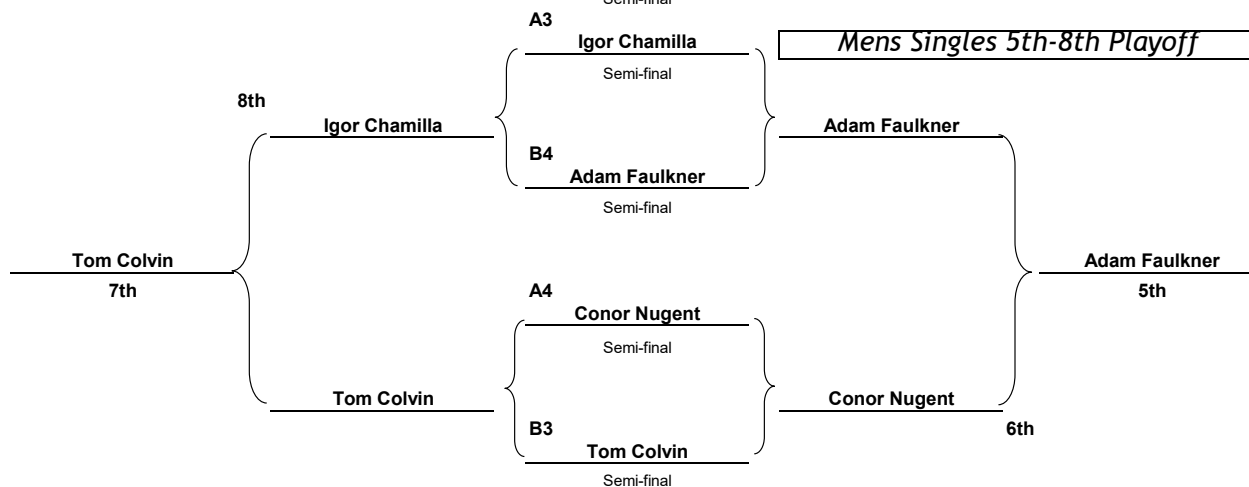 Semi-final
A3
Igor Chamilla
Mens Singles 5th-8th Playoff
Semi-final
8th
Igor Chamilla
Adam Faulkner
B4
Adam Faulkner
Semi-final
Tom Colvin
Adam Faulkner
7th
A4
5th
Conor Nugent
Semi-final
Tom Colvin
Conor Nugent
B3
6th
Tom Colvin
Semi-final